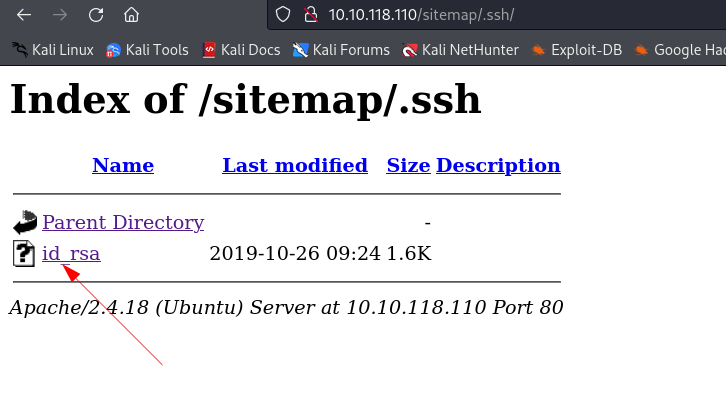 10.10.118.110/sitemap/.ssh/
Kali Linux Kali Tools Kali Docs Kali Forums Kali NetHunter Exploit-DB Google Hac
Index of /sitemap/.ssh
Name Last modified Size Description
Parent Directory -
id_rsa 2019-10-26 09:24 1.6K
Apache/2.4.18 (Ubuntu) Server at 10.10.118.110 Port 80